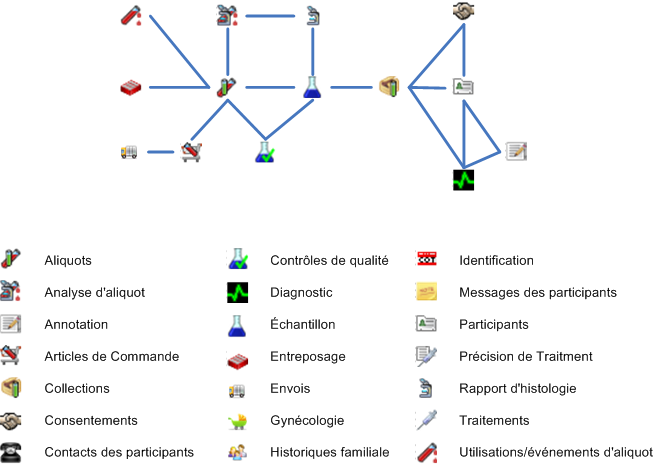 Aliquots
Contrôles de qualité
Identification
Analyse d'aliquot
Diagnostic
Messages des participants
Annotation
Échantillon
Participants
Articles de Commande
Entreposage
Précision de Traitment
Collections
Envois
Rapport d'histologie
Consentements
Gynécologie
Traitements
Contacts des participants
Historiques familiale
Utilisations/événements d'aliquot